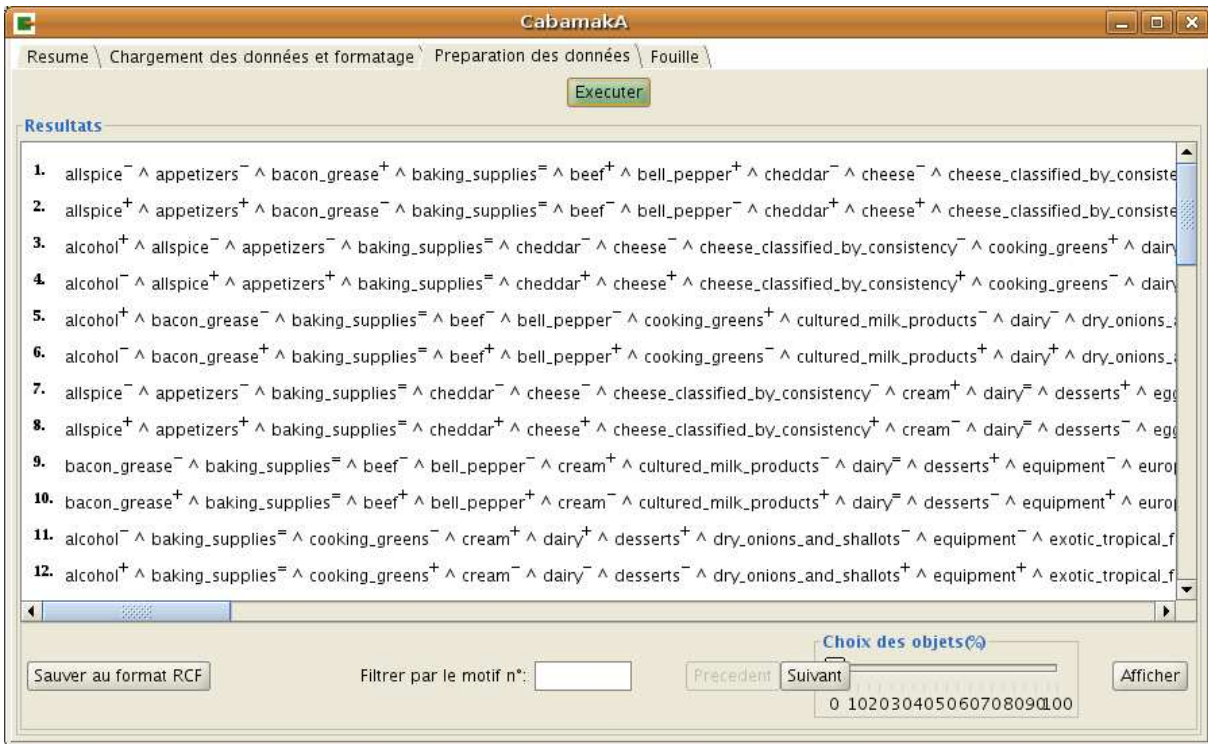 CabamakA
Resume Chargement des données et formatage Preparation des données Fouille
Executer
Resultats
1. allspice⁻ ^ appetizers⁻ ^ bacon_grease⁺ ^ baking_supplies⁼ ^ beef⁺ ^ bell_pepper⁺ ^ cheddar⁻ ^ cheese⁻ ^ cheese_classified_by_consiste
2. allspice⁺ ^ appetizers⁺ ^ bacon_grease⁻ ^ baking_supplies⁼ ^ beef⁻ ^ bell_pepper⁻ ^ cheddar⁺ ^ cheese⁺ ^ cheese_classified_by_consiste
3. alcohol⁺ ^ allspice⁻ ^ appetizers⁻ ^ baking_supplies⁼ ^ cheddar⁻ ^ cheese⁻ ^ cheese_classified_by_consistency⁻ ^ cooking_greens⁺ ^ dairy
4. alcohol⁻ ^ allspice⁺ ^ appetizers⁺ ^ baking_supplies⁼ ^ cheddar⁺ ^ cheese⁺ ^ cheese_classified_by_consistency⁺ ^ cooking_greens⁻ ^ dairy
5. alcohol⁺ ^ bacon_grease⁻ ^ baking_supplies⁼ ^ beef⁻ ^ bell_pepper⁻ ^ cooking_greens⁺ ^ cultured_milk_products⁻ ^ dairy⁻ ^ dry_onions_a
6. alcohol⁻ ^ bacon_grease⁺ ^ baking_supplies⁼ ^ beef⁺ ^ bell_pepper⁺ ^ cooking_greens⁻ ^ cultured_milk_products⁺ ^ dairy⁺ ^ dry_onions_a
7. allspice⁻ ^ appetizers⁻ ^ baking_supplies⁼ ^ cheddar⁻ ^ cheese⁻ ^ cheese_classified_by_consistency⁻ ^ cream⁺ ^ dairy⁼ ^ desserts⁺ ^ egg
8. allspice⁺ ^ appetizers⁺ ^ baking_supplies⁼ ^ cheddar⁺ ^ cheese⁺ ^ cheese_classified_by_consistency⁺ ^ cream⁻ ^ dairy⁼ ^ desserts⁻ ^ egg
9. bacon_grease⁻ ^ baking_supplies⁼ ^ beef⁻ ^ bell_pepper⁻ ^ cream⁺ ^ cultured_milk_products⁻ ^ dairy⁼ ^ desserts⁺ ^ equipment⁻ ^ europ
10. bacon_grease⁺ ^ baking_supplies⁼ ^ beef⁺ ^ bell_pepper⁺ ^ cream⁻ ^ cultured_milk_products⁺ ^ dairy⁼ ^ desserts⁻ ^ equipment⁺ ^ europ
11. alcohol⁻ ^ baking_supplies⁼ ^ cooking_greens⁻ ^ cream⁺ ^ dairy⁺ ^ desserts⁺ ^ dry_onions_and_shallots⁻ ^ equipment⁻ ^ exotic_tropical_f
12. alcohol⁺ ^ baking_supplies⁼ ^ cooking_greens⁺ ^ cream⁻ ^ dairy⁻ ^ desserts⁻ ^ dry_onions_and_shallots⁺ ^ equipment⁺ ^ exotic_tropical_f
Choix des objets(%)
Sauver au format RCF Filtrer par le motif n°: Precedent Suivant Afficher
0 102030405060708090100